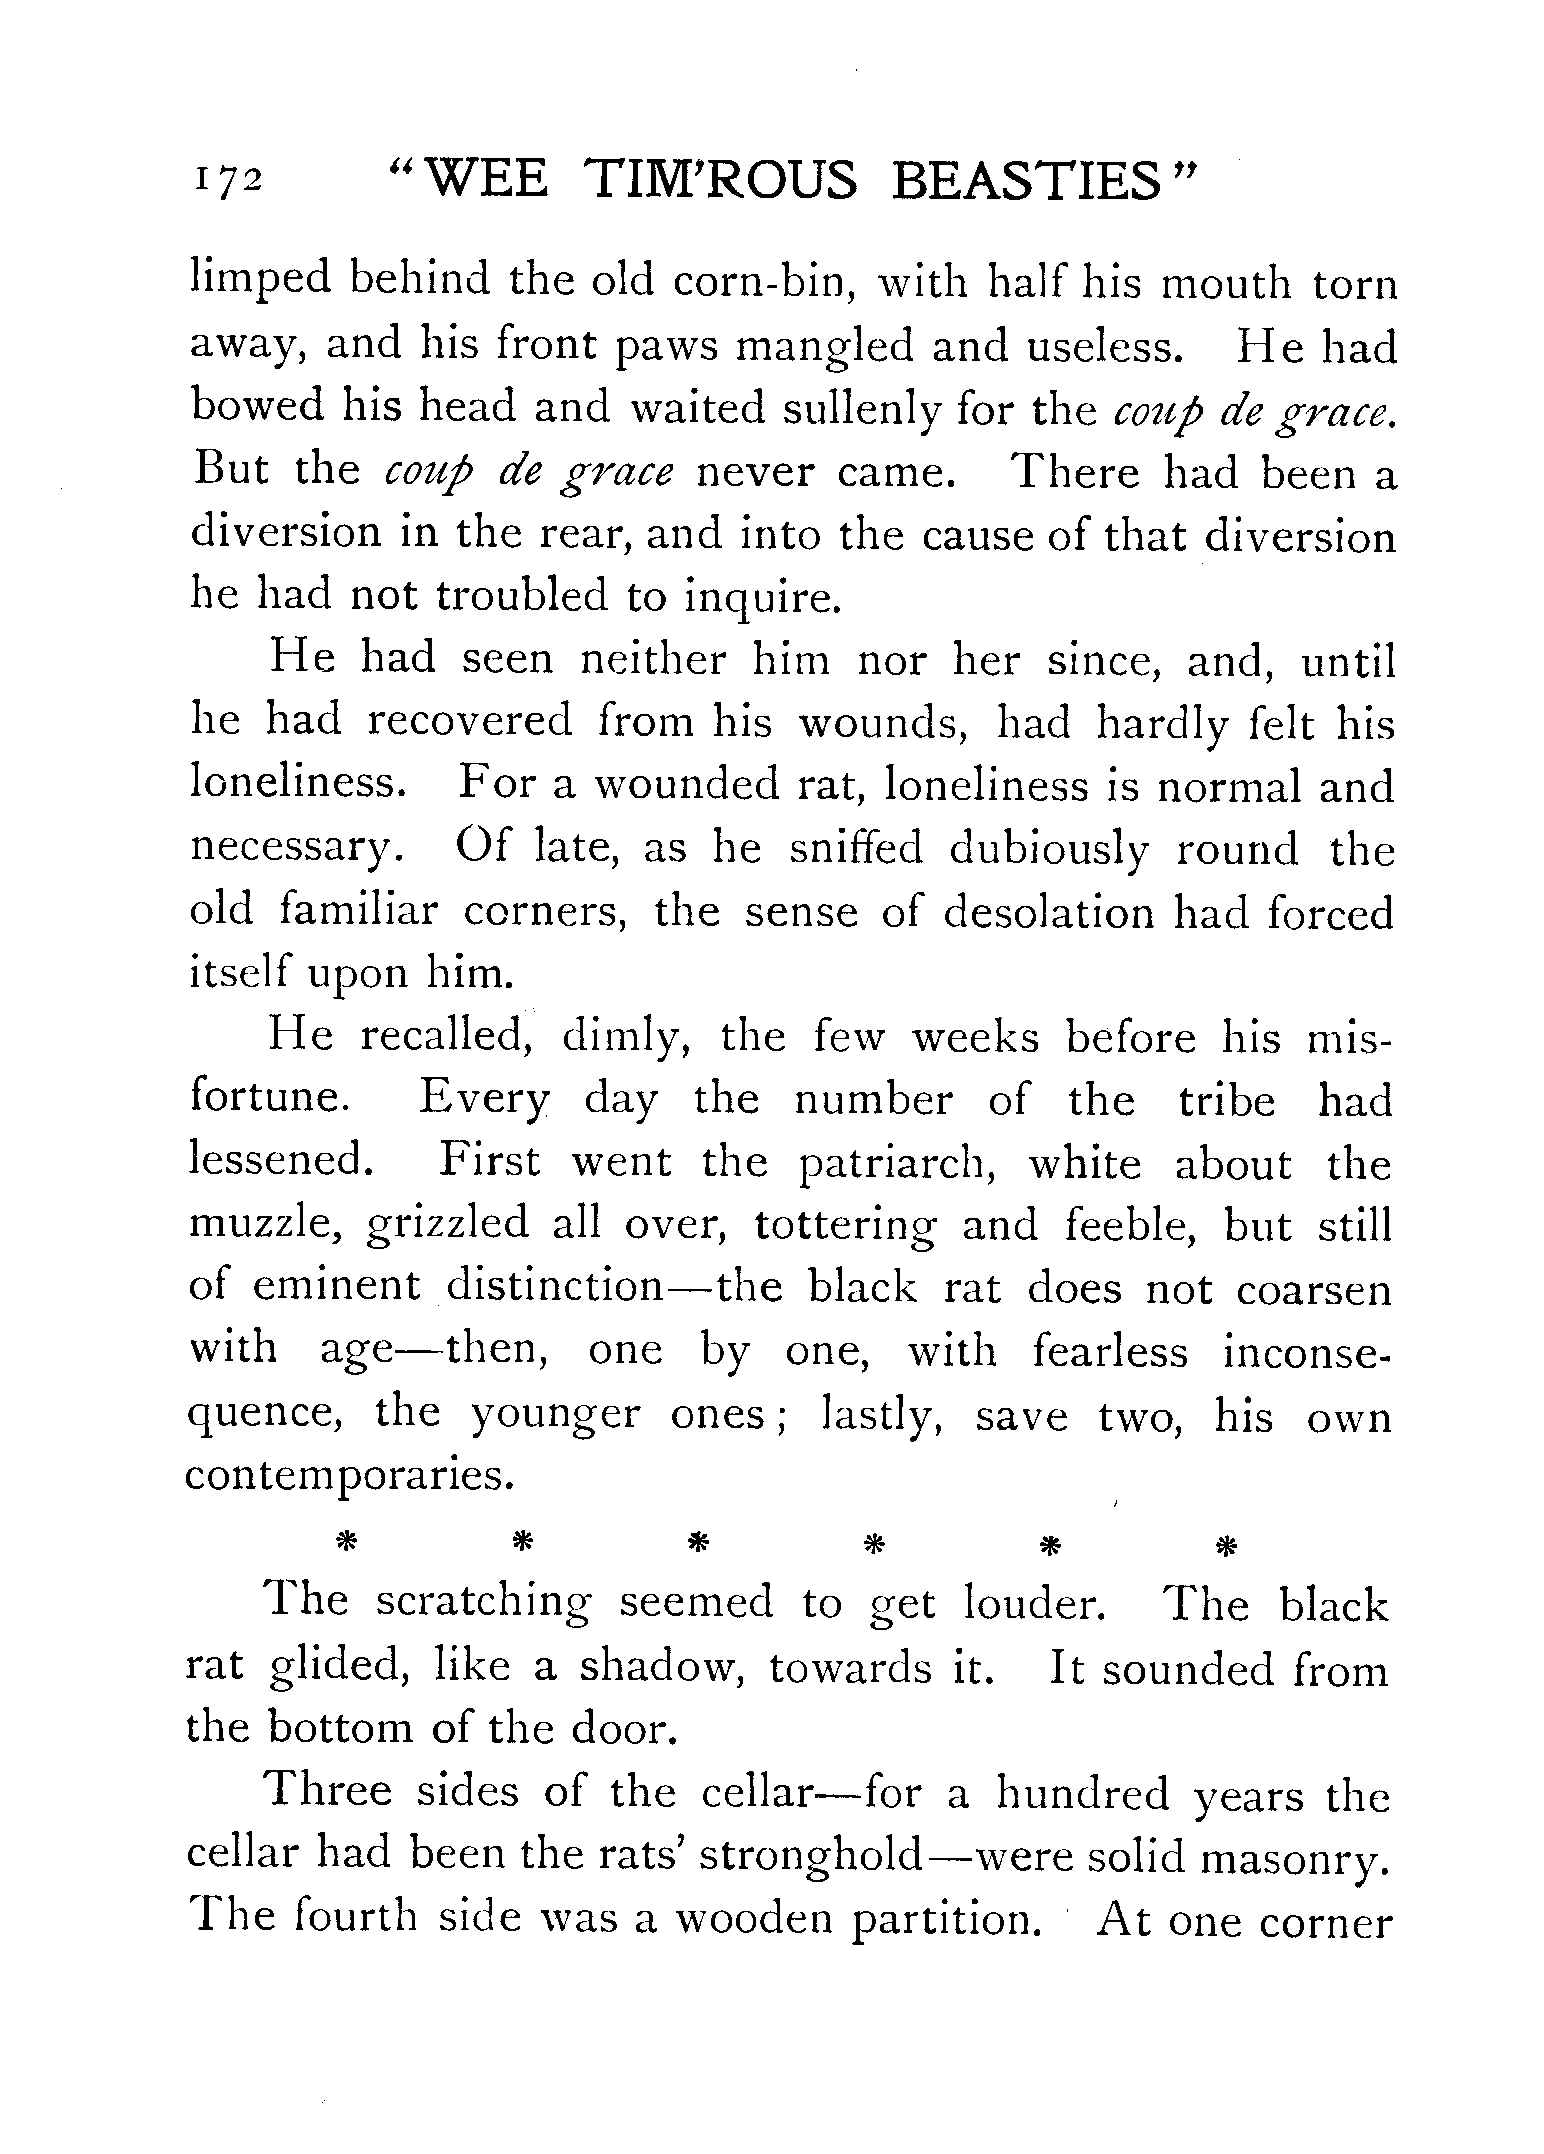 172 “WEE TIM’ROUS BEASTIES”
limped behind the old corn-bin, with half his mouth torn
away, and his front paws mangled and useless. He had
bowed his head and waited sullenly for the coup de grace.
But the coup de grace never came. There had been a
diversion in the rear, and into the cause of that diversion
he had not troubled to inquire.
He had seen neither him nor her since, and, until
he had recovered from his wounds, had hardly felt his
loneliness. For a wounded rat, loneliness is normal and
necessary. Of late, as he sniffed dubiously round the
old familiar corners, the sense of desolation had forced
itself upon him.
He recalled, dimly, the few weeks before his mis-
fortune. Every day the number of the tribe had
lessened. First went the patriarch, white about the
muzzle, grizzled all over, tottering and feeble, but still
of eminent distinction—the black rat does not coarsen
with age—then, one by one, with fearless inconse-
quence, the younger ones ; lastly, save two, his own
contemporaries.
* * * * * *
The scratching seemed to get louder. The black
rat glided, like a shadow, towards it. It sounded from
the bottom of the door.
Three sides of the cellar—for a hundred years the
cellar had been the rats’ stronghold—were solid masonry.
The fourth side was a wooden partition. At one corner